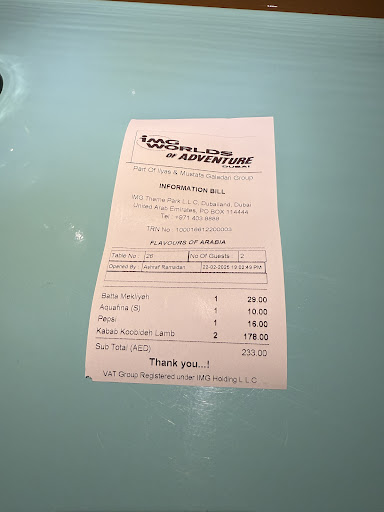 iMG
WORLDS
OF ADVENTURE
DUBAI
Part Of Ilyas & Mustafa Galadari Group
INFORMATION BILL
IMG Theme Park L.L.C, Dubailand, Dubai
United Arab Emirates, PO BOX 114444
Tel : +971 403 8888
TRN No : 100016612200003
FLAVOURS OF ARABIA
Table No 26 No Of Guests 2
Opened By Ashraf Ramadan 22-02-2025 19:02:49 PM
Batta Mekliyeh 1 29.00
Aquafina (S) 1 10.00
Pepsi 1 16.00
Kabab Koobideh Lamb 2 178.00
Sub Total (AED) 233.00
Thank you...!
VAT Group Registered under IMG Holding L.L.C